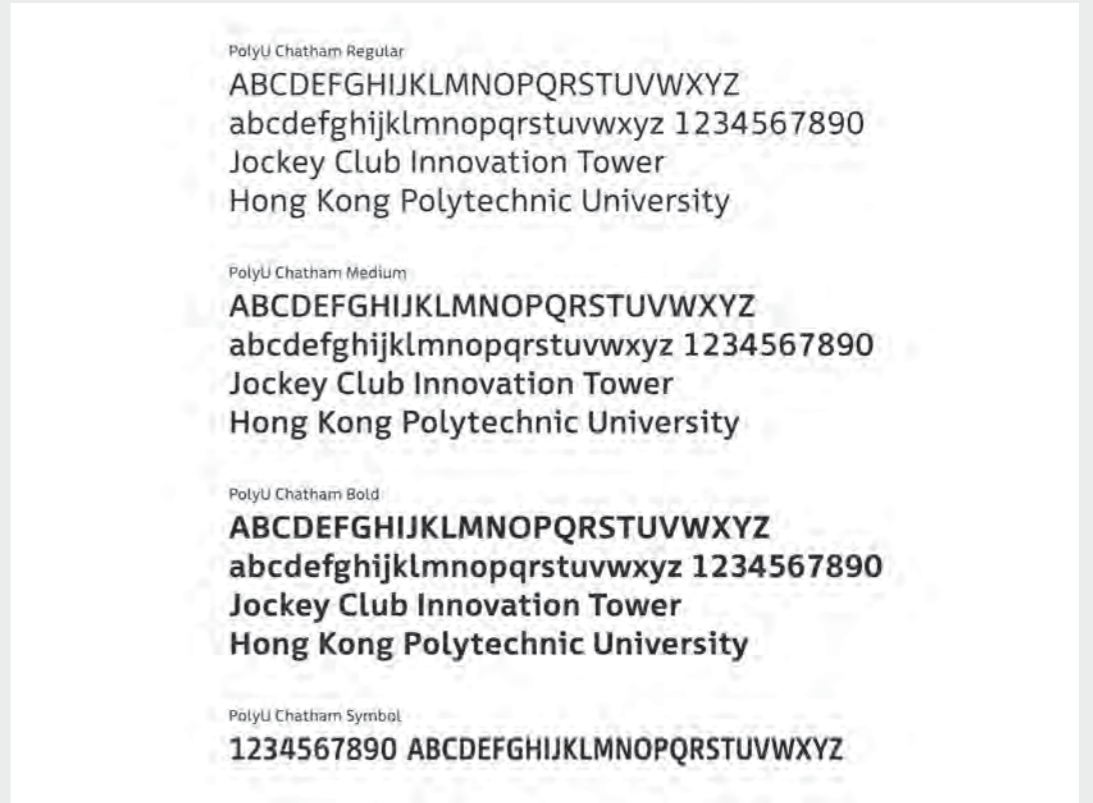 PolyU Chatham Regular
ABCDEFGHIJKLMNOPQRSTUVWXYZ
abcdefghijklmnopqrstuvwxyz 1234567890
Jockey Club Innovation Tower
Hong Kong Polytechnic University
PolyU Chatham Medium
ABCDEFGHIJKLMNOPQRSTUVWXYZ
abcdefghijklmnopqrstuvwxyz 1234567890
Jockey Club Innovation Tower
Hong Kong Polytechnic University
PolyU Chatham Bold
ABCDEFGHIJKLMNOPQRSTUVWXYZ
abcdefghijklmnopqrstuvwxyz 1234567890
Jockey Club Innovation Tower
Hong Kong Polytechnic University
PolyU Chatham Symbol
1234567890 ABCDEFGHIJKLMNOPQRSTUVWXYZ